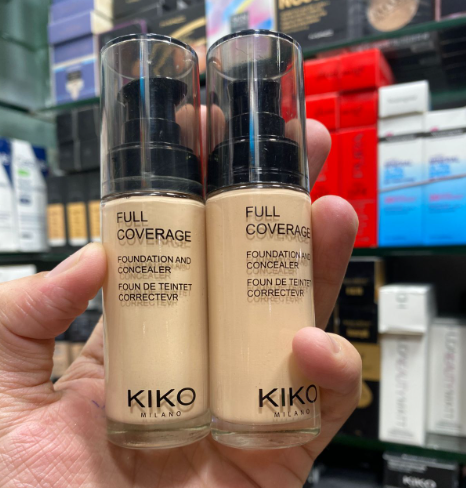 FULL
COVERAGE
FOUNDATION AND
CONCEALER
FOUN DE TEINTET
CORRECTEVR
KIKO
MILANO
FULL
COVERAGE
FOUNDATION AND
CONCEALER
FOUN DE TEINTET
CORRECTEVR
KIKO
MILANO
KIKO